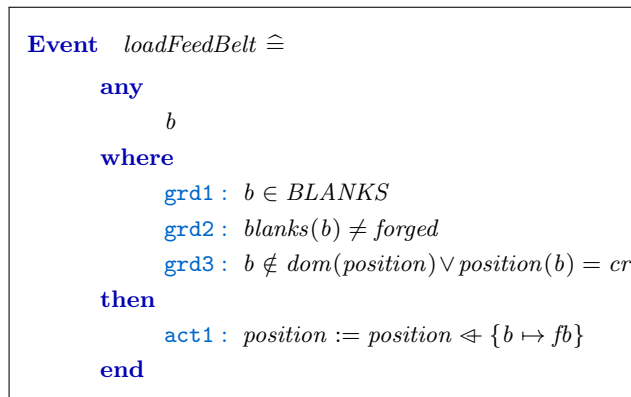 Event loadFeedBelt ≙
any
b
where
grd1 : b ∈ BLANKS
grd2 : blanks(b) ≠ forged
grd3 : b ∉ dom(position) ∨ position(b) = cr
then
act1 : position := position ⩤ {b ↦ fb}
end